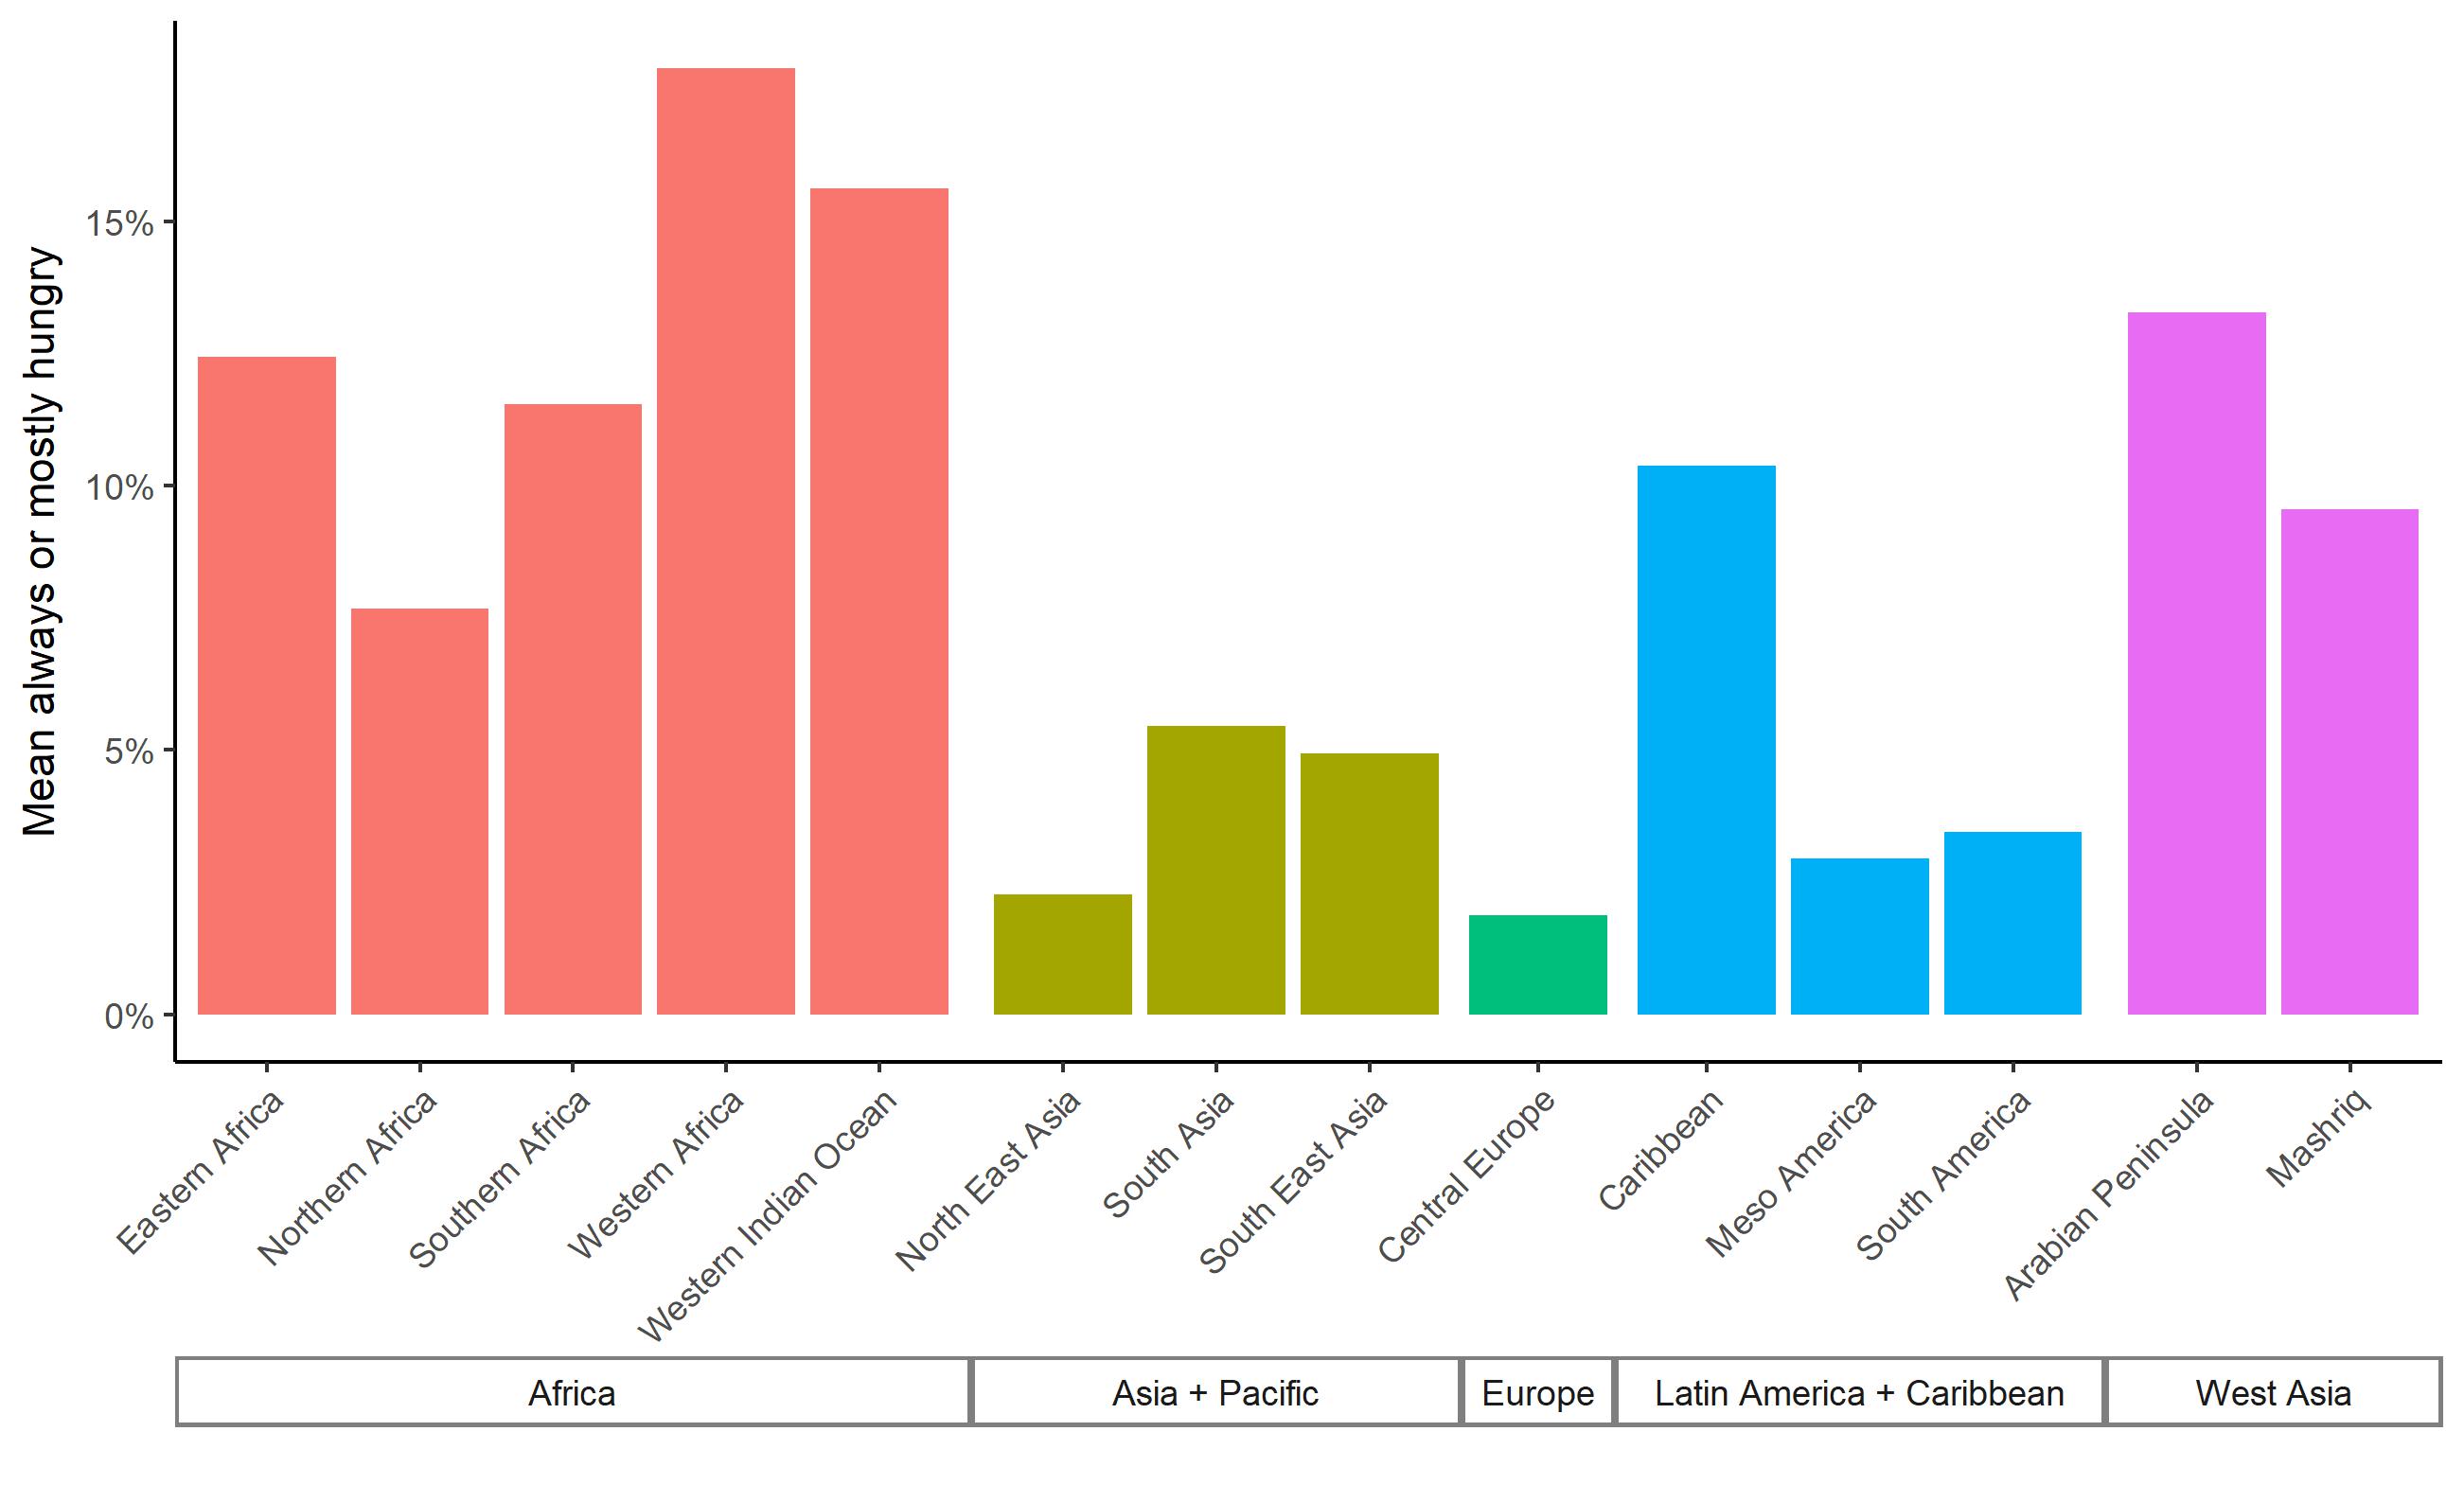 Mean always or mostly hungry
15%
10%
5%
0%
Eastern Africa
Northern Africa
Southern Africa
Western Africa
Western Indian Ocean
North East Asia
South Asia
South East Asia
Central Europe
Caribbean
Meso America
South America
Arabian Peninsula
Mashriq
Africa
Asia + Pacific
Europe
Latin America + Caribbean
West Asia